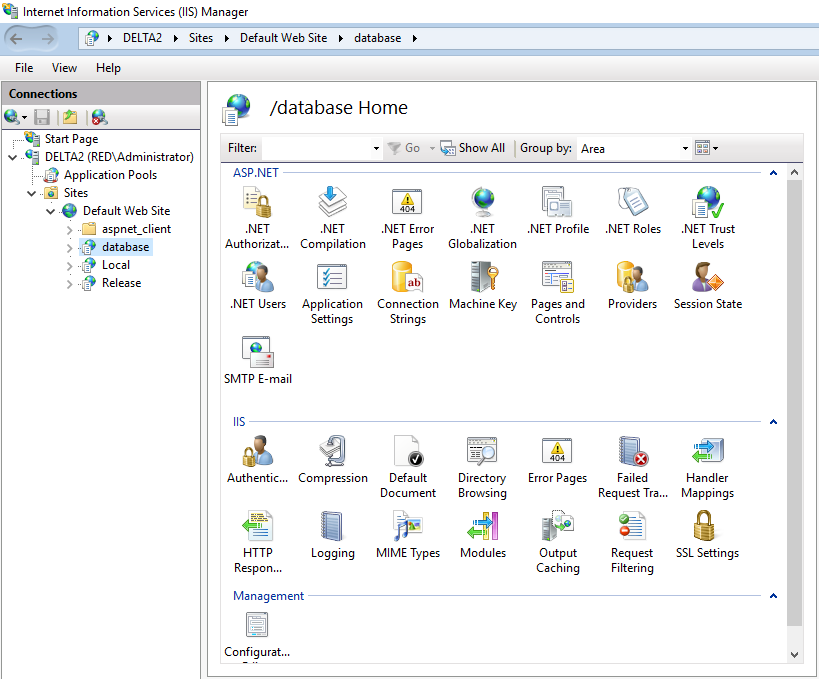 Internet Information Services (IIS) Manager
DELTA2 Sites Default Web Site database
File View Help
Connections
Start Page
DELTA2 (RED\Administrator)
Application Pools
Sites
Default Web Site
aspnet_client
database
Local
Release
/database Home
Filter: Go Show All Group by: Area
ASP.NET
.NET Authorizat...
.NET Compilation
404
.NET Error Pages
.NET Globalization
.NET Profile
.NET Roles
.NET Trust Levels
.NET Users
Application Settings
ab
Connection Strings
Machine Key
Pages and Controls
Providers
Session State
SMTP E-mail
IIS
Authentic...
Compression
Default Document
Directory Browsing
404
Error Pages
Failed Request Tra...
Handler Mappings
HTTP Respon...
Logging
MIME Types
Modules
Output Caching
Request Filtering
SSL Settings
Management
Configurat...